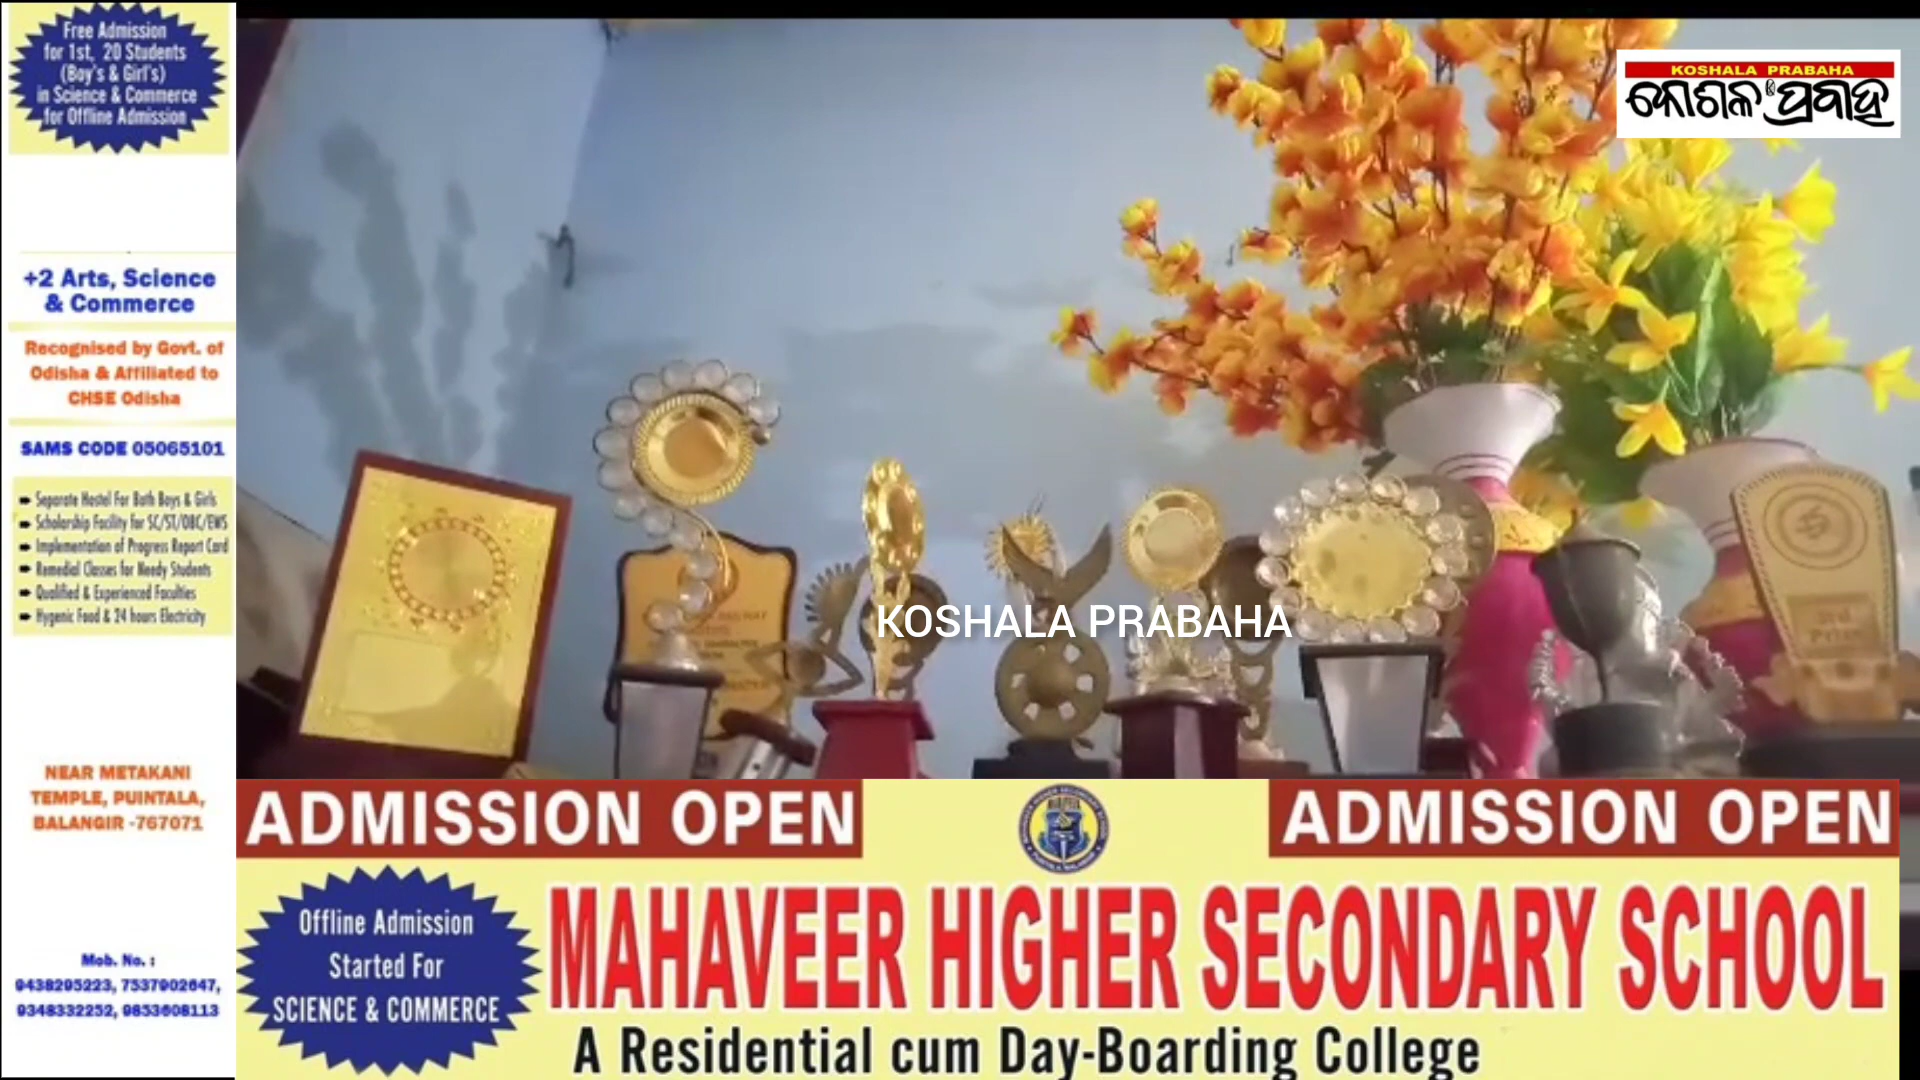 Free Admission
for 1st, 20 Students
(Boy's & Girl's)
in Science & Commerce
for Offline Admission
+2 Arts, Science
& Commerce
Recognised by Govt. of
Odisha & Affiliated to
CHSE Odisha
SAMS CODE 05065101
Separate Hostel For Both Boys & Girls
Scholarship Facility for SC/ST/OBC/EWS
Implementation of Progress Report Card
Remedial Classes for Needy Students
Qualified & Experienced Faculties
Hygenic Food & 24 hours Electricity
NEAR METAKANI
TEMPLE, PUINTALA,
BALANGIR -767071
Mob. No. :
9438295223, 7537902647,
9348332252, 9853608113
KOSHALA PRABAHA
କୋଶଳ ପ୍ରବାହ
KOSHALA PRABAHA
3rd
Prize
ADMISSION OPEN
ADMISSION OPEN
Offline Admission
Started For
SCIENCE & COMMERCE
MAHAVEER HIGHER SECONDARY SCHOOL
A Residential cum Day-Boarding College